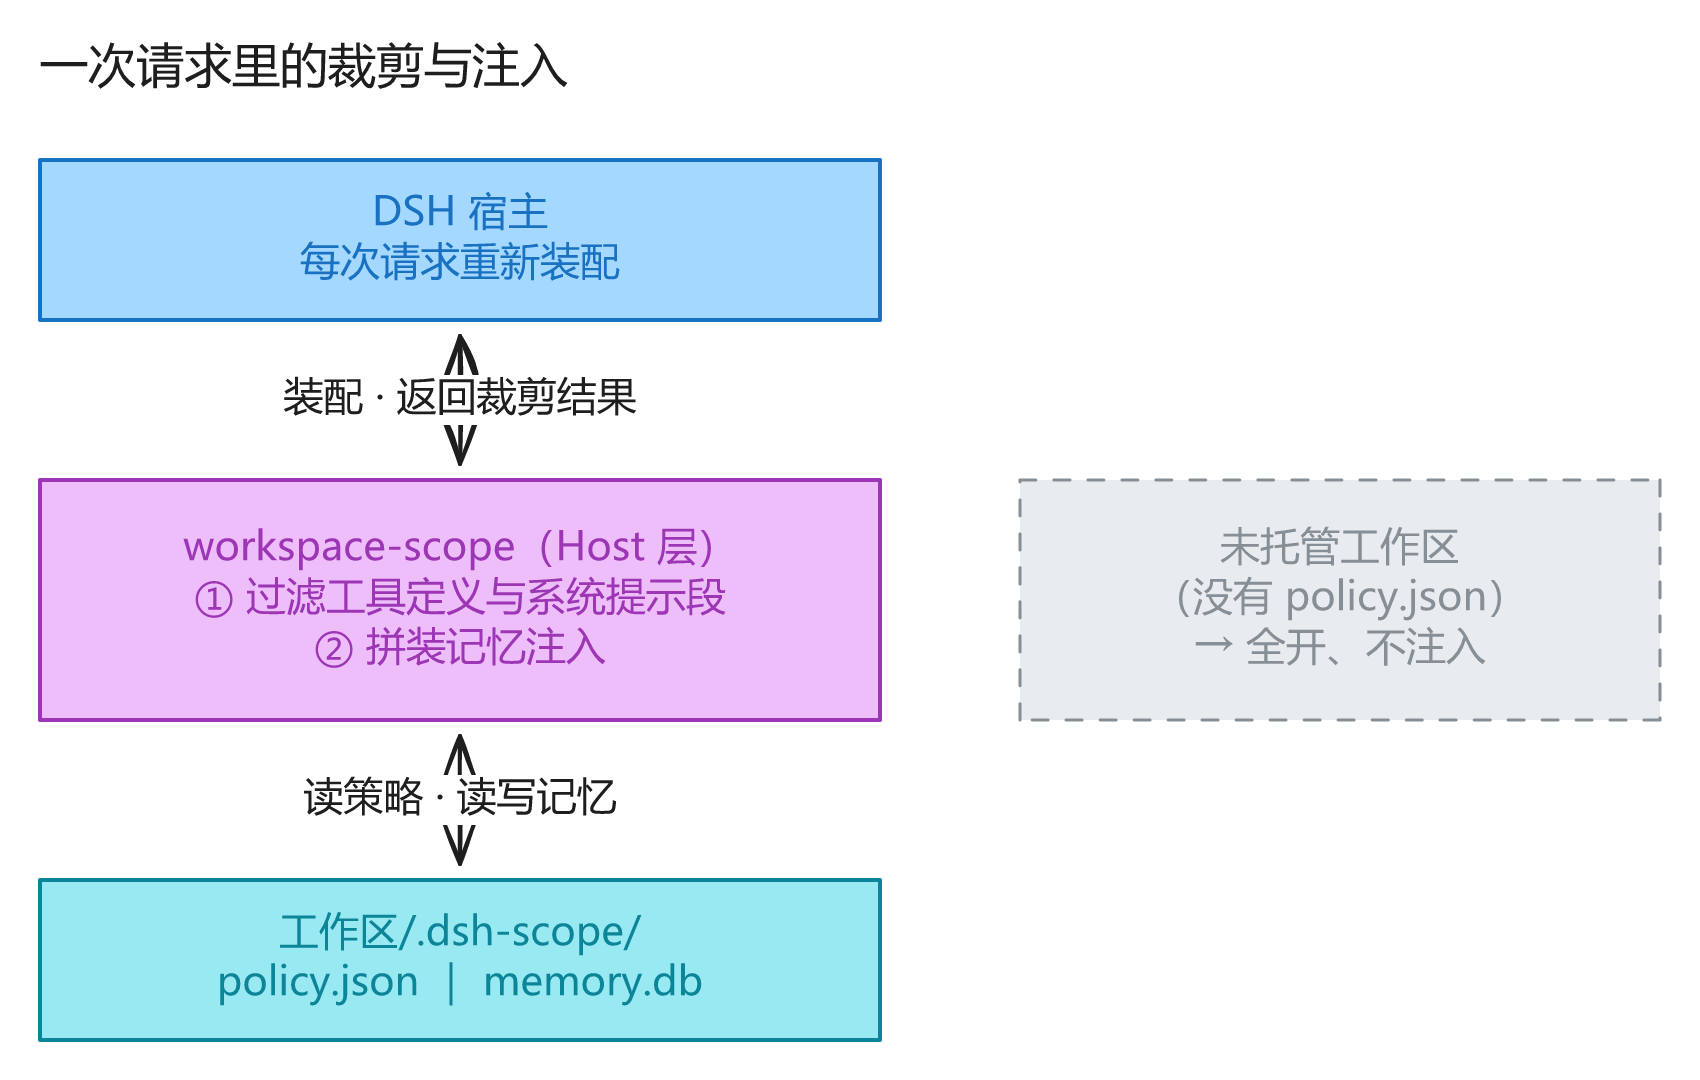 一次请求里的裁剪与注入
DSH 宿主
每次请求重新装配
装配 · 返回裁剪结果
workspace-scope（Host 层）
① 过滤工具定义与系统提示段
② 拼装记忆注入
未托管工作区
（没有 policy.json）
→ 全开、不注入
读策略 · 读写记忆
工作区/.dsh-scope/
policy.json ｜ memory.db